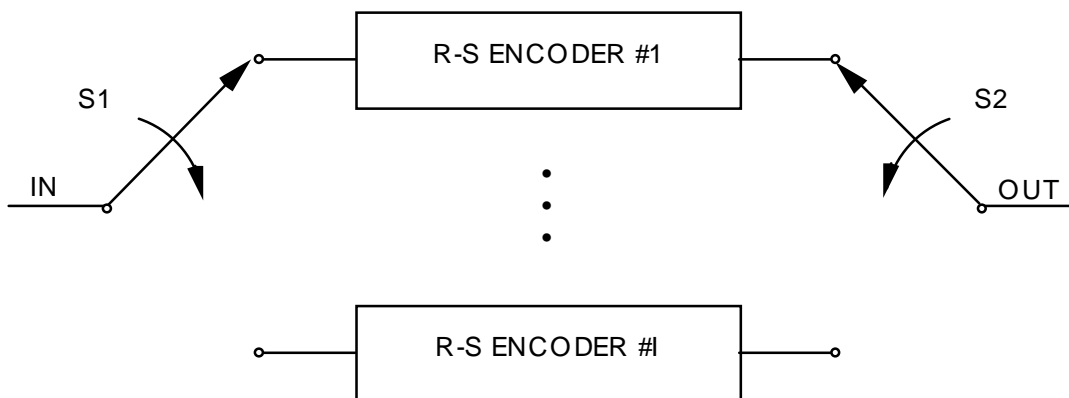 R-S ENCODER #1
S1
S2
IN
OUT
R-S ENCODER #I